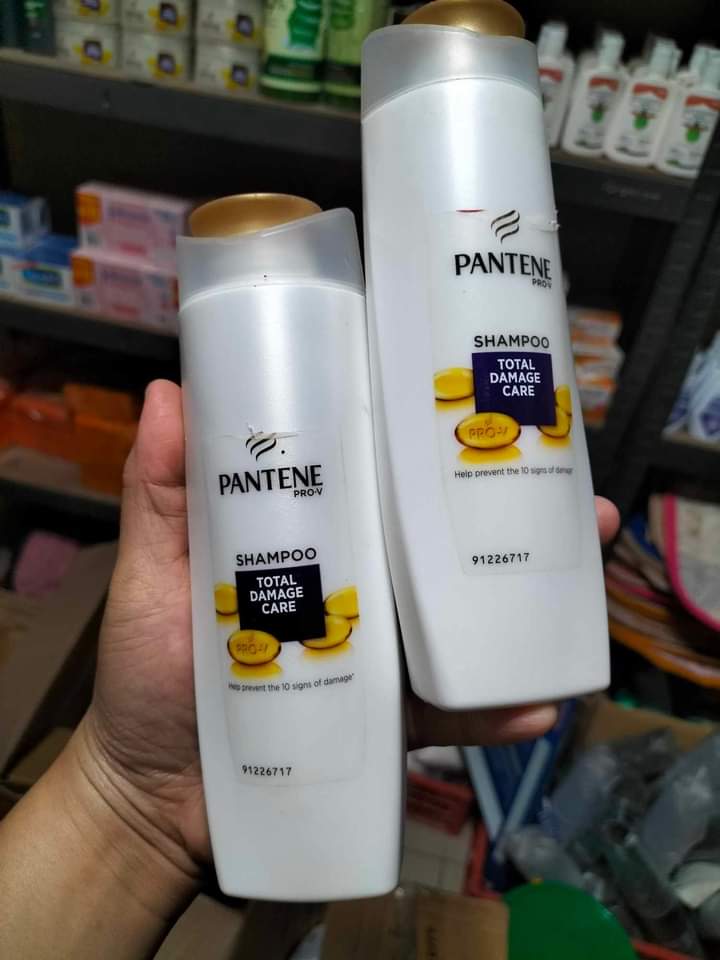 PANTENE
PRO-V
SHAMPOO
TOTAL
DAMAGE
CARE
PRO-V
Help prevent the 10 signs of damage*
91226717
PANTENE
PRO-V
SHAMPOO
TOTAL
DAMAGE
CARE
PRO-V
Help prevent the 10 signs of damage
91226717